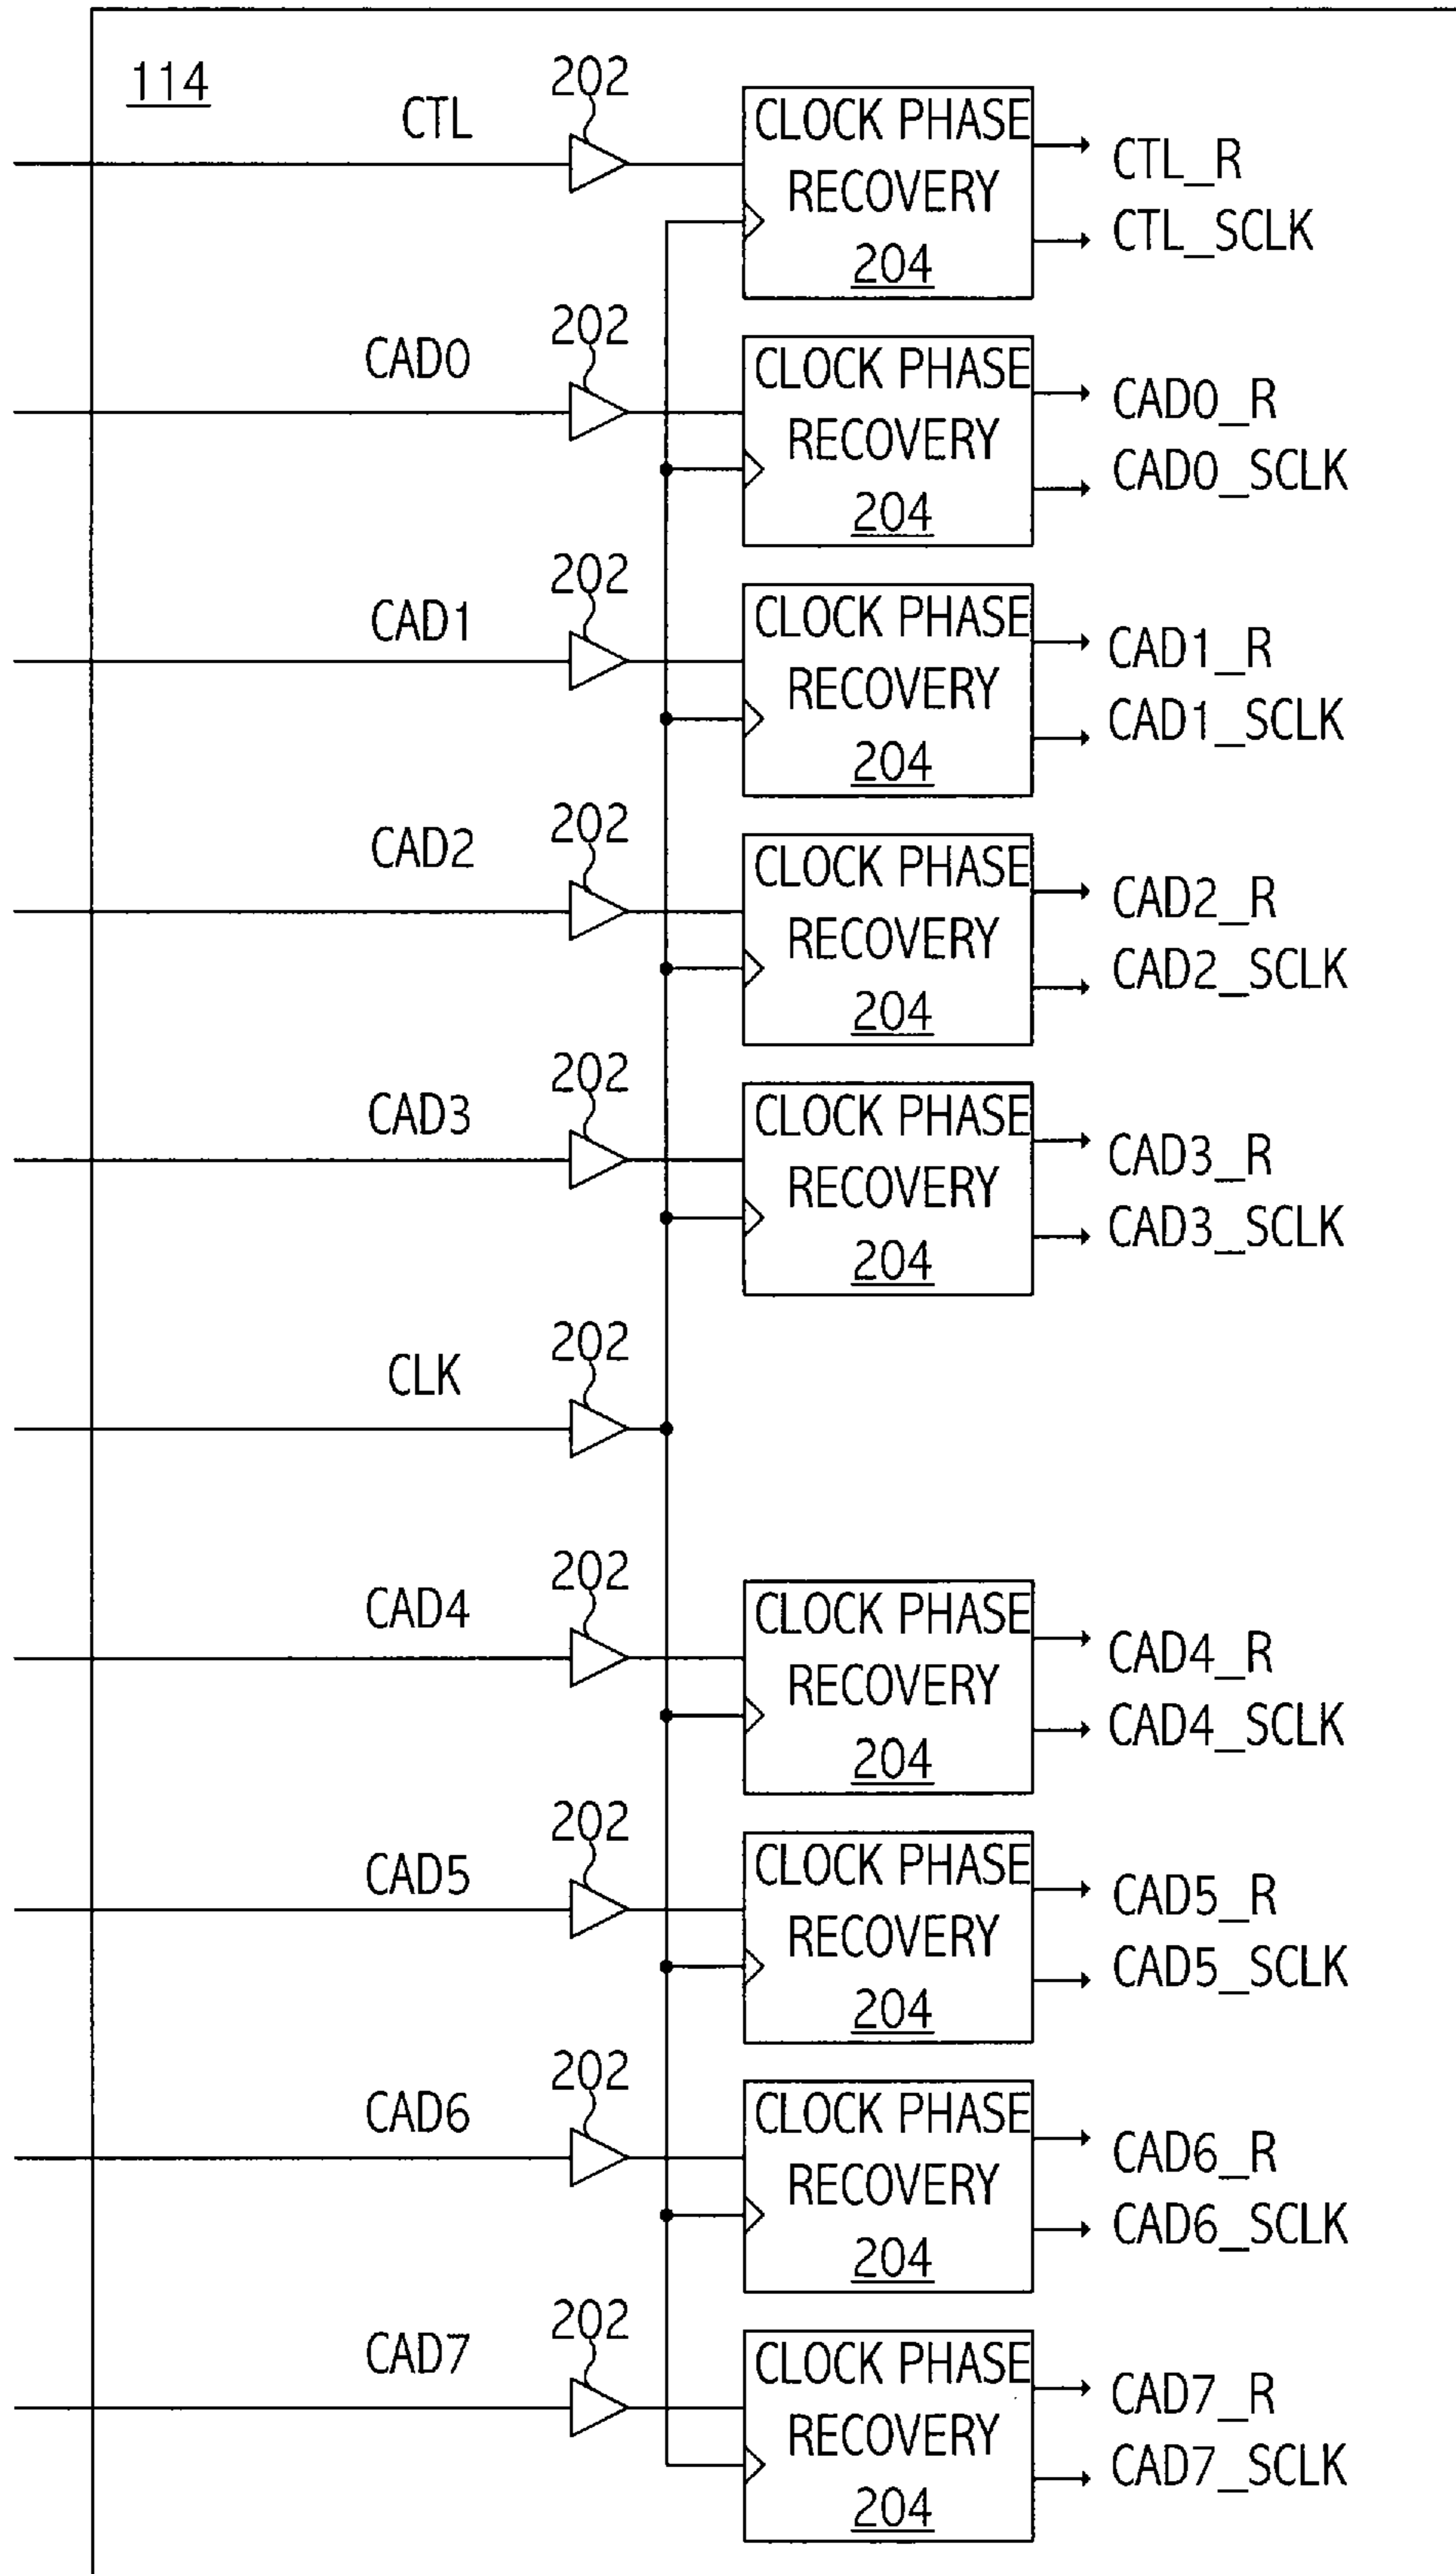 114
202
CTL
CLOCK PHASE
RECOVERY
204
CTL_R
CTL_SCLK
202
CAD0
CLOCK PHASE
RECOVERY
204
CAD0_R
CAD0_SCLK
202
CAD1
CLOCK PHASE
RECOVERY
204
CAD1_R
CAD1_SCLK
202
CAD2
CLOCK PHASE
RECOVERY
204
CAD2_R
CAD2_SCLK
202
CAD3
CLOCK PHASE
RECOVERY
204
CAD3_R
CAD3_SCLK
202
CLK
202
CAD4
CLOCK PHASE
RECOVERY
204
CAD4_R
CAD4_SCLK
202
CAD5
CLOCK PHASE
RECOVERY
204
CAD5_R
CAD5_SCLK
202
CAD6
CLOCK PHASE
RECOVERY
204
CAD6_R
CAD6_SCLK
202
CAD7
CLOCK PHASE
RECOVERY
204
CAD7_R
CAD7_SCLK